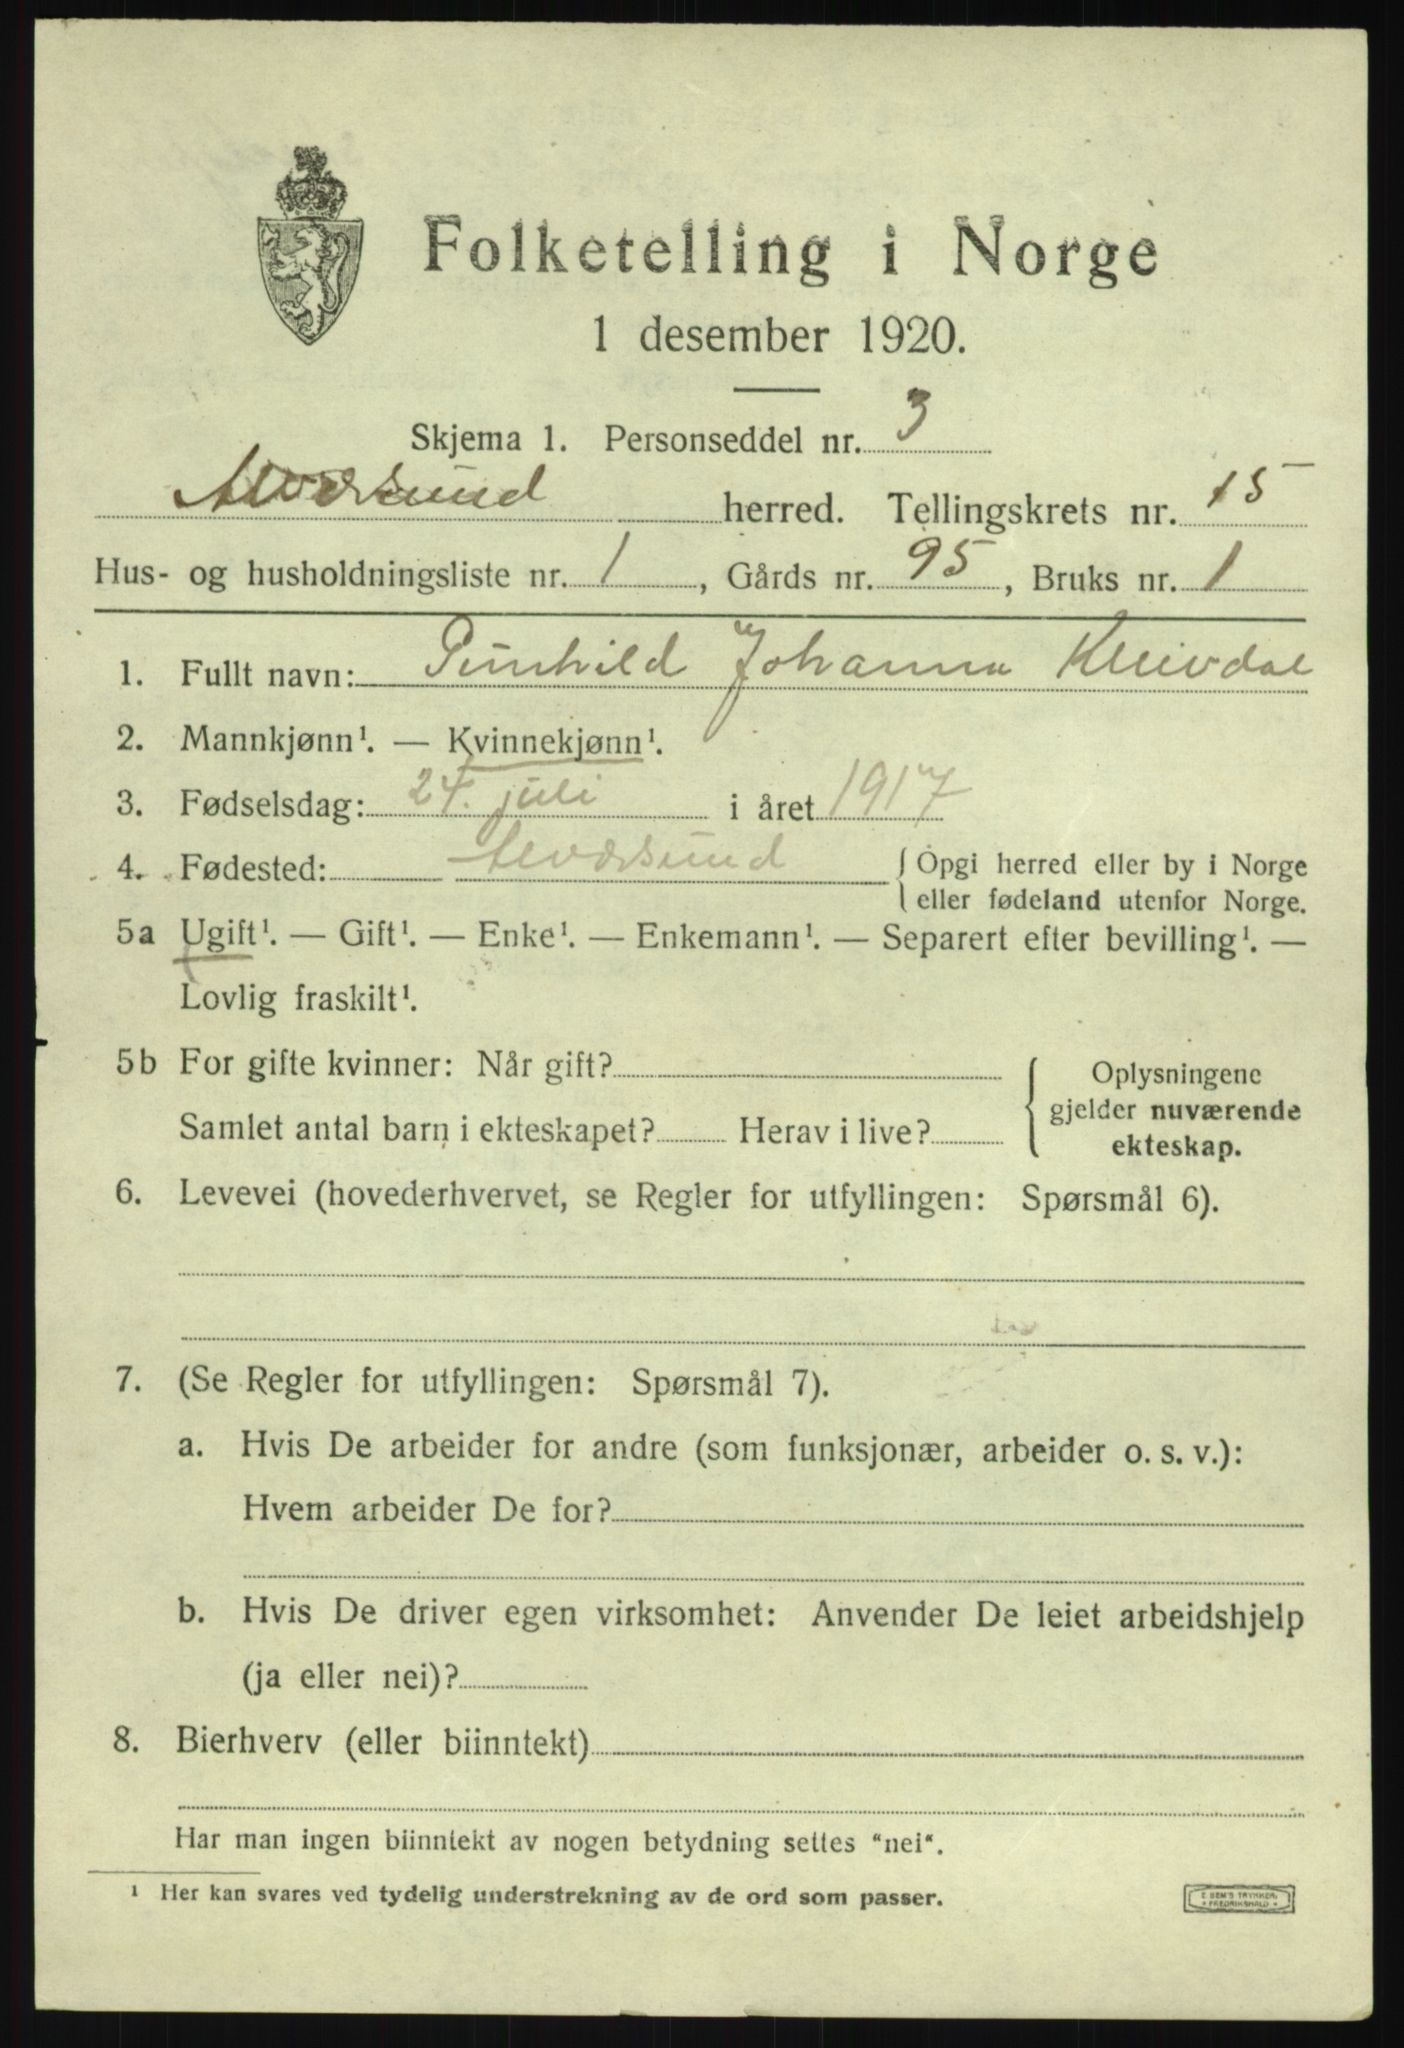 Folketelling i Norge
1 desember 1920.
Skjema 1. Personseddel nr. 3
Alversund herred. Tellingskrets nr. 15
Hus- og husholdningsliste nr. 1, Gårds nr. 95, Bruks nr. 1
1. Fullt navn: Gunhild Johanna Kleivdal
2. Mannkjønn¹. — Kvinnekjønn¹.
3. Fødselsdag: 24. juli i året 1917
4. Fødested: Alversund { Opgi herred eller by i Norge
eller fødeland utenfor Norge.
5a Ugift¹. — Gift¹. — Enke¹. — Enkemann¹. — Separert efter bevilling¹. —
Lovlig fraskilt¹.
5b For gifte kvinner: Når gift? { Oplysningene
gjelder nuværende
Samlet antal barn i ekteskapet? Herav i live?
ekteskap.
6. Levevei (hovederhvervet, se Regler for utfyllingen: Spørsmål 6).
7. (Se Regler for utfyllingen: Spørsmål 7).
a. Hvis De arbeider for andre (som funksjonær, arbeider o. s. v.):
Hvem arbeider De for?
b. Hvis De driver egen virksomhet: Anvender De leiet arbeidshjelp
(ja eller nei)?
8. Bierhverv (eller biinntekt)
Har man ingen biinntekt av nogen betydning settes "nei".
¹ Her kan svares ved tydelig understrekning av de ord som passer.
E SEM'S TRYKKERI
FREDRIKSHALD